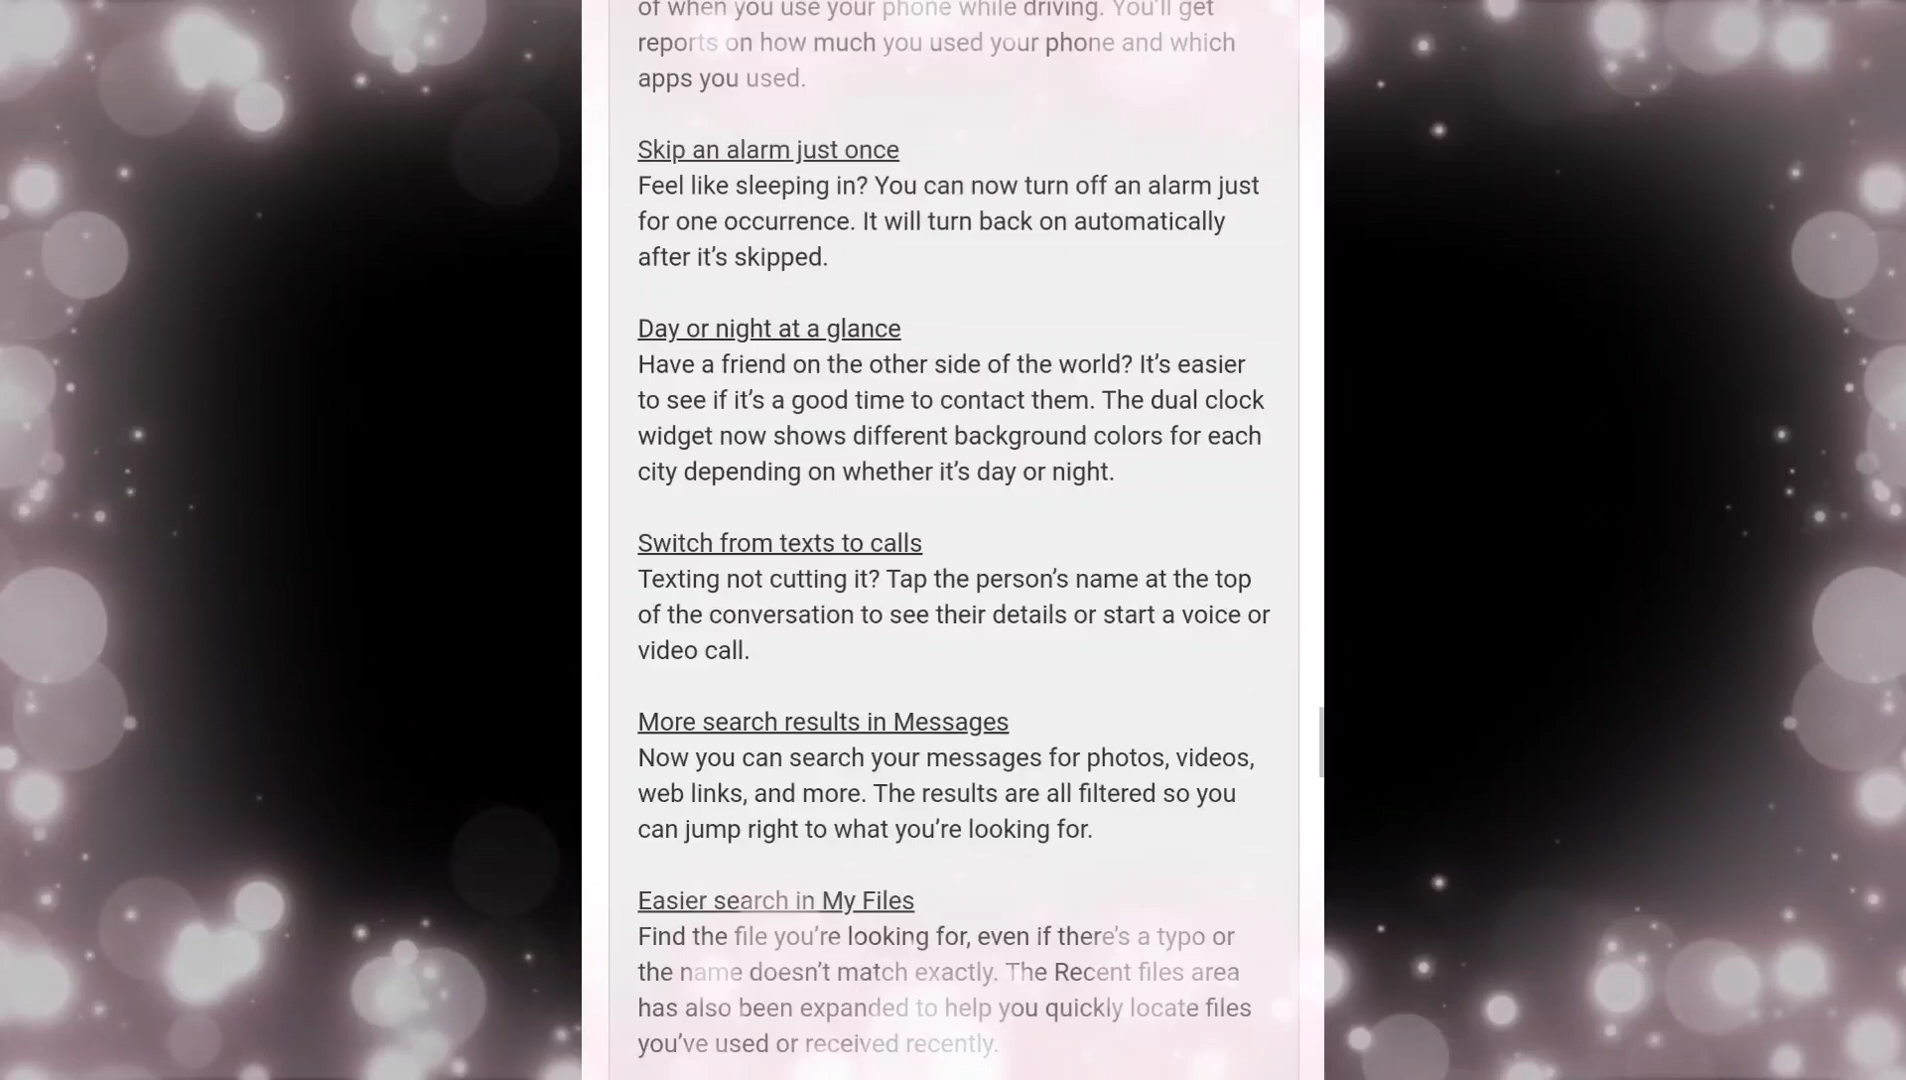 of when you use your phone while driving. You'll get
reports on how much you used your phone and which
apps you used.
Skip an alarm just once
Feel like sleeping in? You can now turn off an alarm just
for one occurrence. It will turn back on automatically
after it’s skipped.
Day or night at a glance
Have a friend on the other side of the world? It’s easier
to see if it’s a good time to contact them. The dual clock
widget now shows different background colors for each
city depending on whether it’s day or night.
Switch from texts to calls
Texting not cutting it? Tap the person’s name at the top
of the conversation to see their details or start a voice or
video call.
More search results in Messages
Now you can search your messages for photos, videos,
web links, and more. The results are all filtered so you
can jump right to what you’re looking for.
Easier search in My Files
Find the file you’re looking for, even if there’s a typo or
the name doesn’t match exactly. The Recent files area
has also been expanded to help you quickly locate files
you’ve used or received recently.